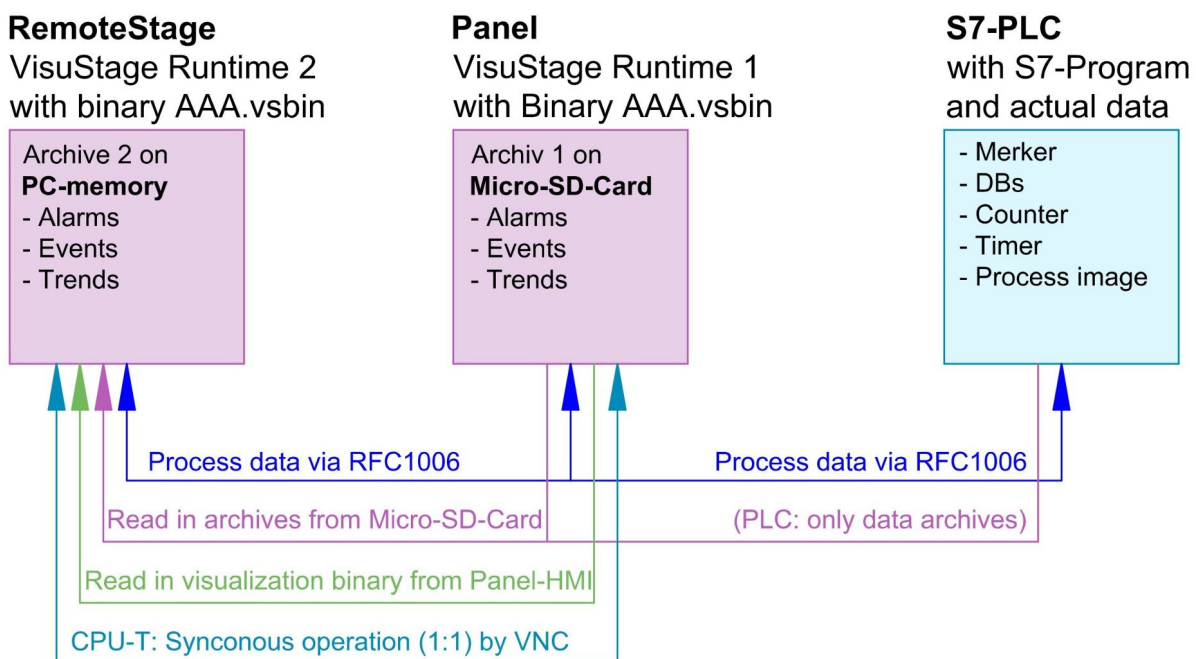 RemoteStage
VisuStage Runtime 2
with binary AAA.vsbin
Archive 2 on
PC-memory
- Alarms
- Events
- Trends
Panel
VisuStage Runtime 1
with Binary AAA.vsbin
Archiv 1 on
Micro-SD-Card
- Alarms
- Events
- Trends
S7-PLC
with S7-Program
and actual data
- Merker
- DBs
- Counter
- Timer
- Process image
Process data via RFC1006
Process data via RFC1006
Read in archives from Micro-SD-Card
(PLC: only data archives)
Read in visualization binary from Panel-HMI
CPU-T: Synconous operation (1:1) by VNC